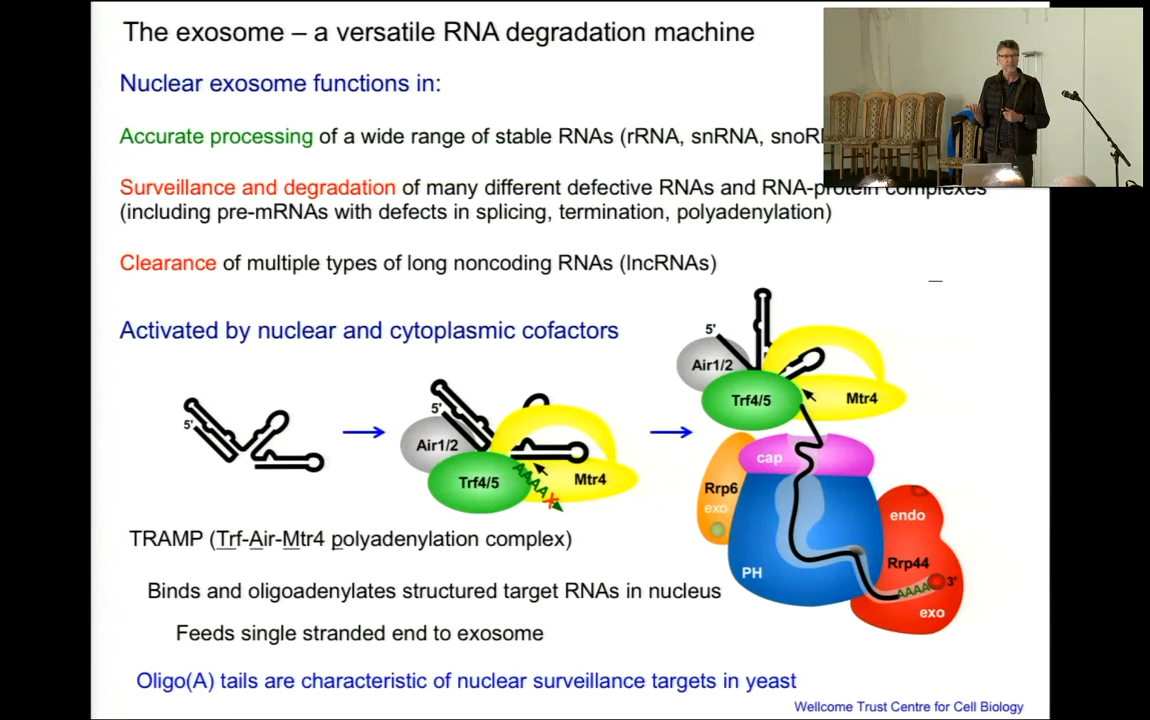 The exosome – a versatile RNA degradation machine
Nuclear exosome functions in:
Accurate processing of a wide range of stable RNAs (rRNA, snRNA,
Surveillance and degradation of many different defective RNAs and RNA-protein complexes
(including pre-mRNAs with defects in splicing, termination, polyadenylation)
Clearance of multiple types of long noncoding RNAs (lncRNAs)
Activated by nuclear and cytoplasmic cofactors
5'
5'
Air1/2
Trf4/5
AAAA
X
Mtr4
5'
Air1/2
Trf4/5
Mtr4
cap
Rrp6
exo
PH
endo
Rrp44
AAAA
3'
exo
TRAMP (Trf-Air-Mtr4 polyadenylation complex)
Binds and oligoadenylates structured target RNAs in nucleus
Feeds single stranded end to exosome
Oligo(A) tails are characteristic of nuclear surveillance targets in yeast
Wellcome Trust Centre for Cell Biology